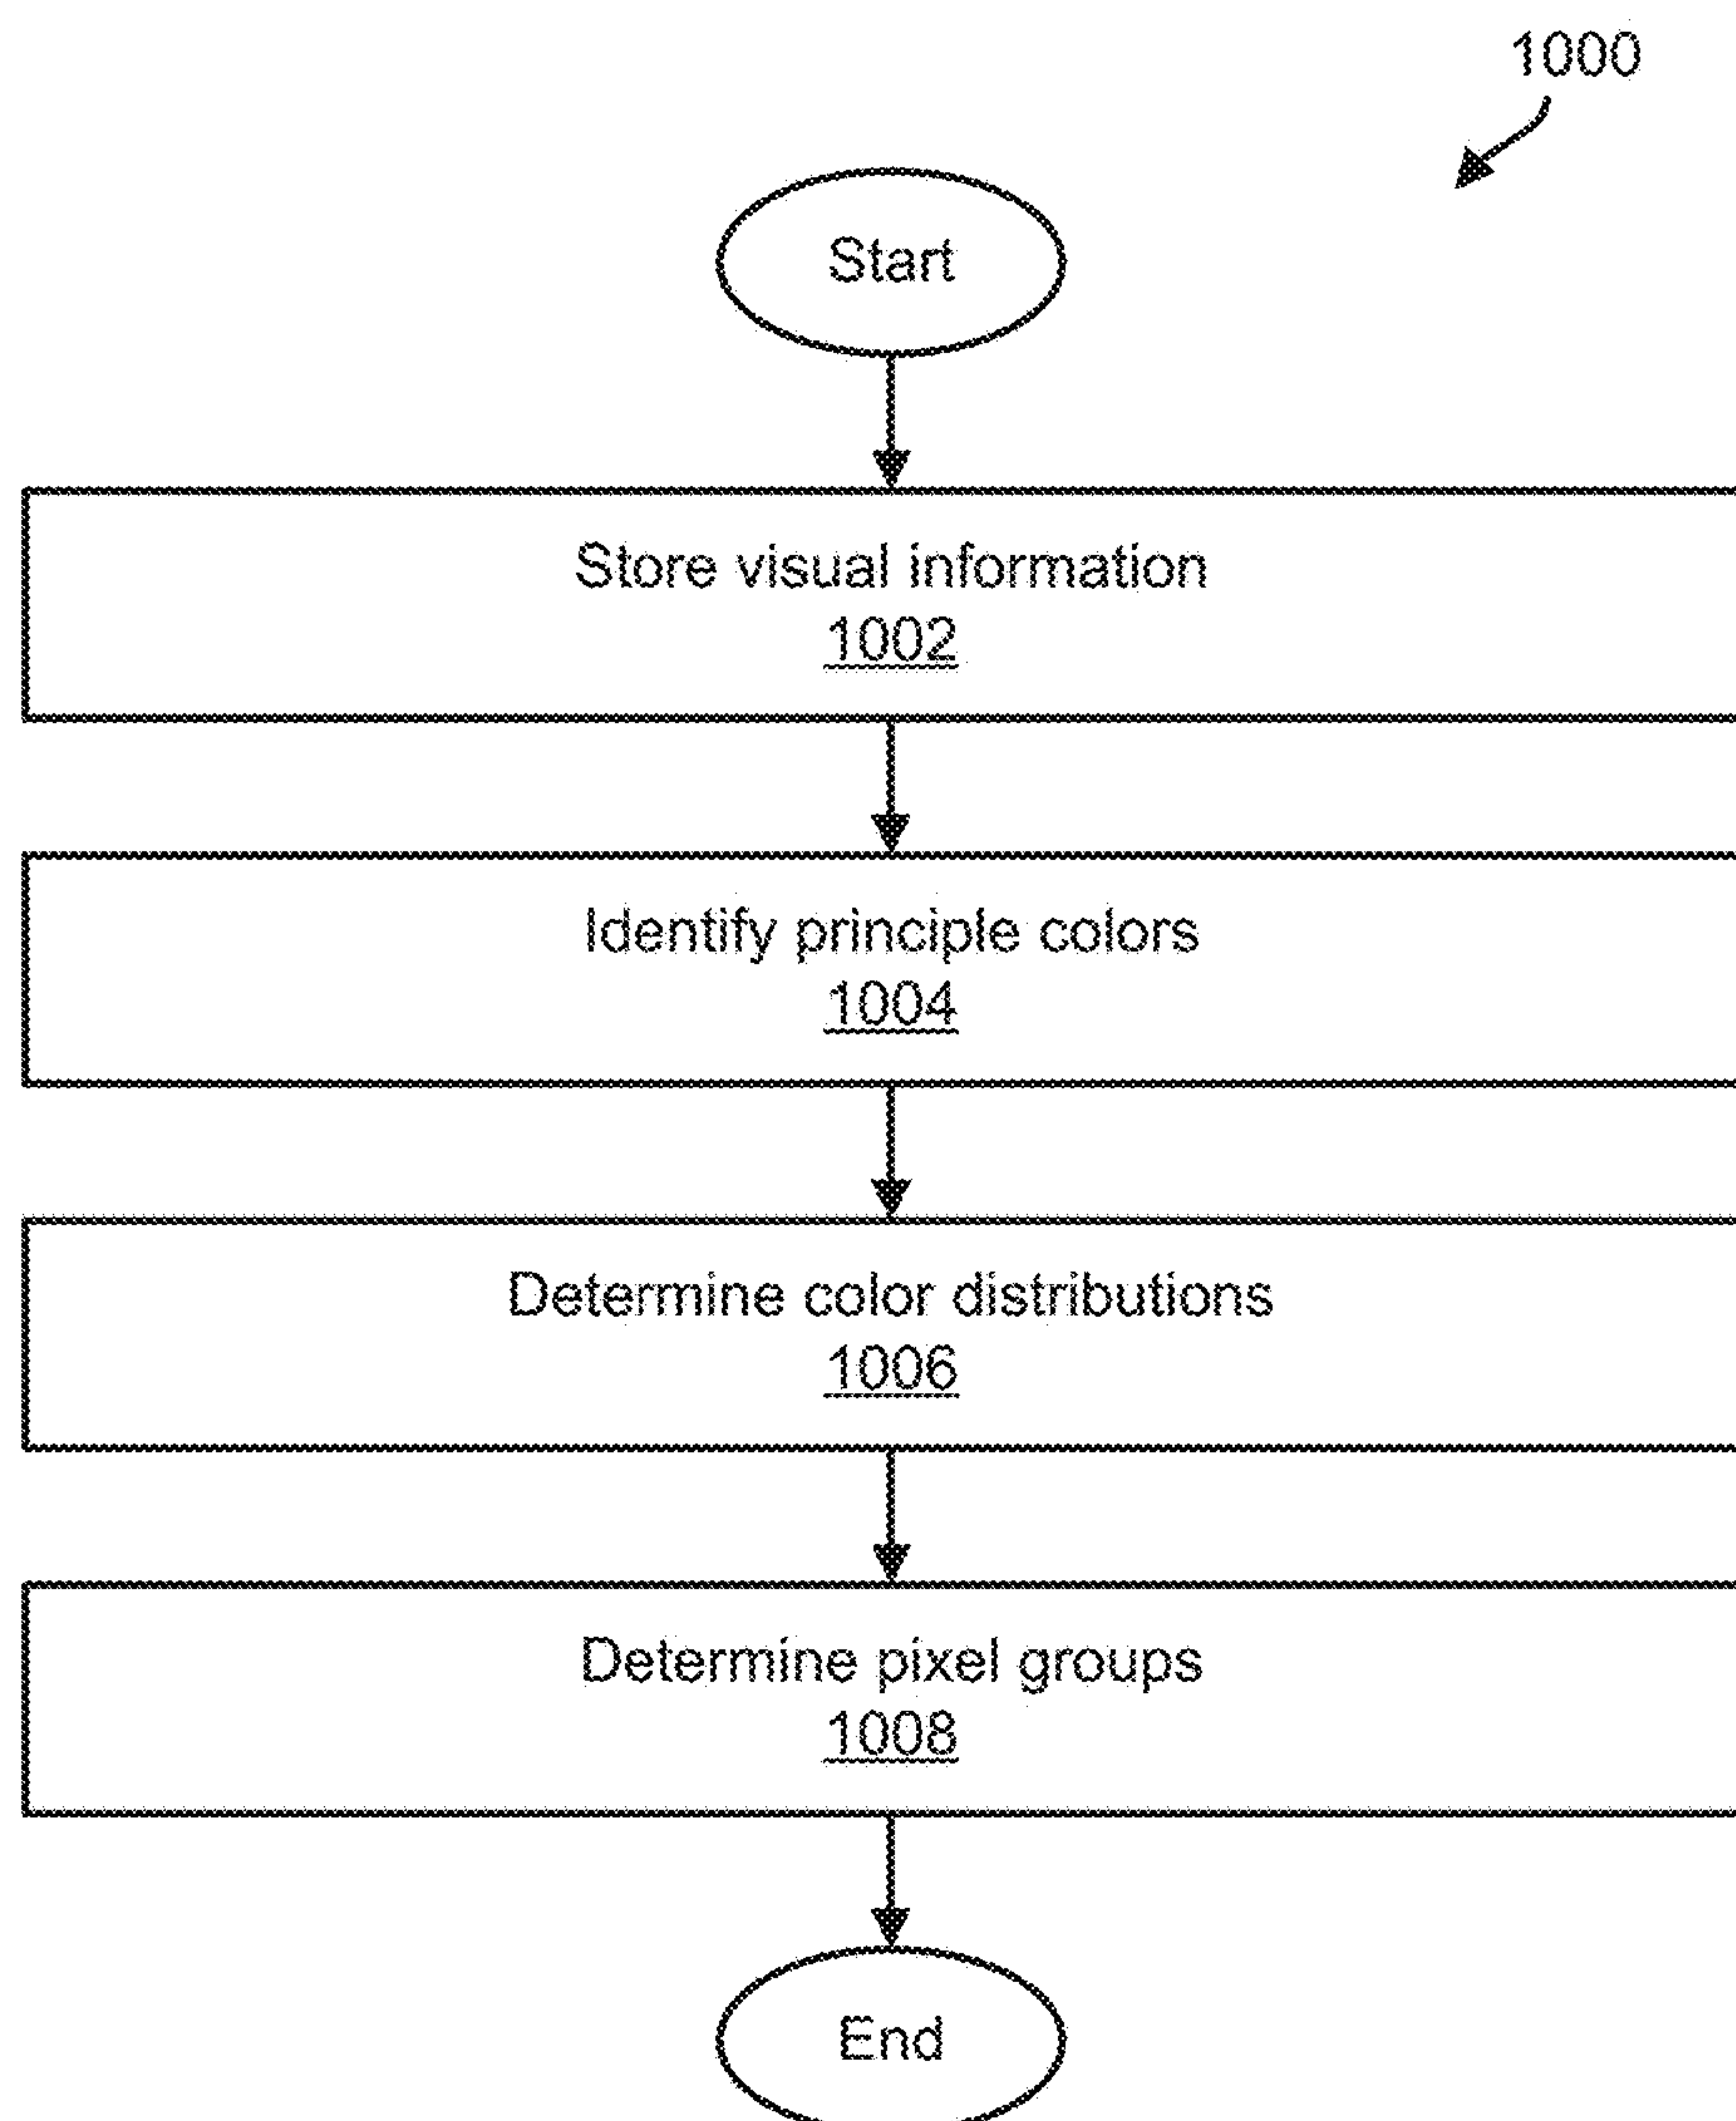 1000
Start
Store visual information
1002
Identify principle colors
1004
Determine color distributions
1006
Determine pixel groups
1008
End